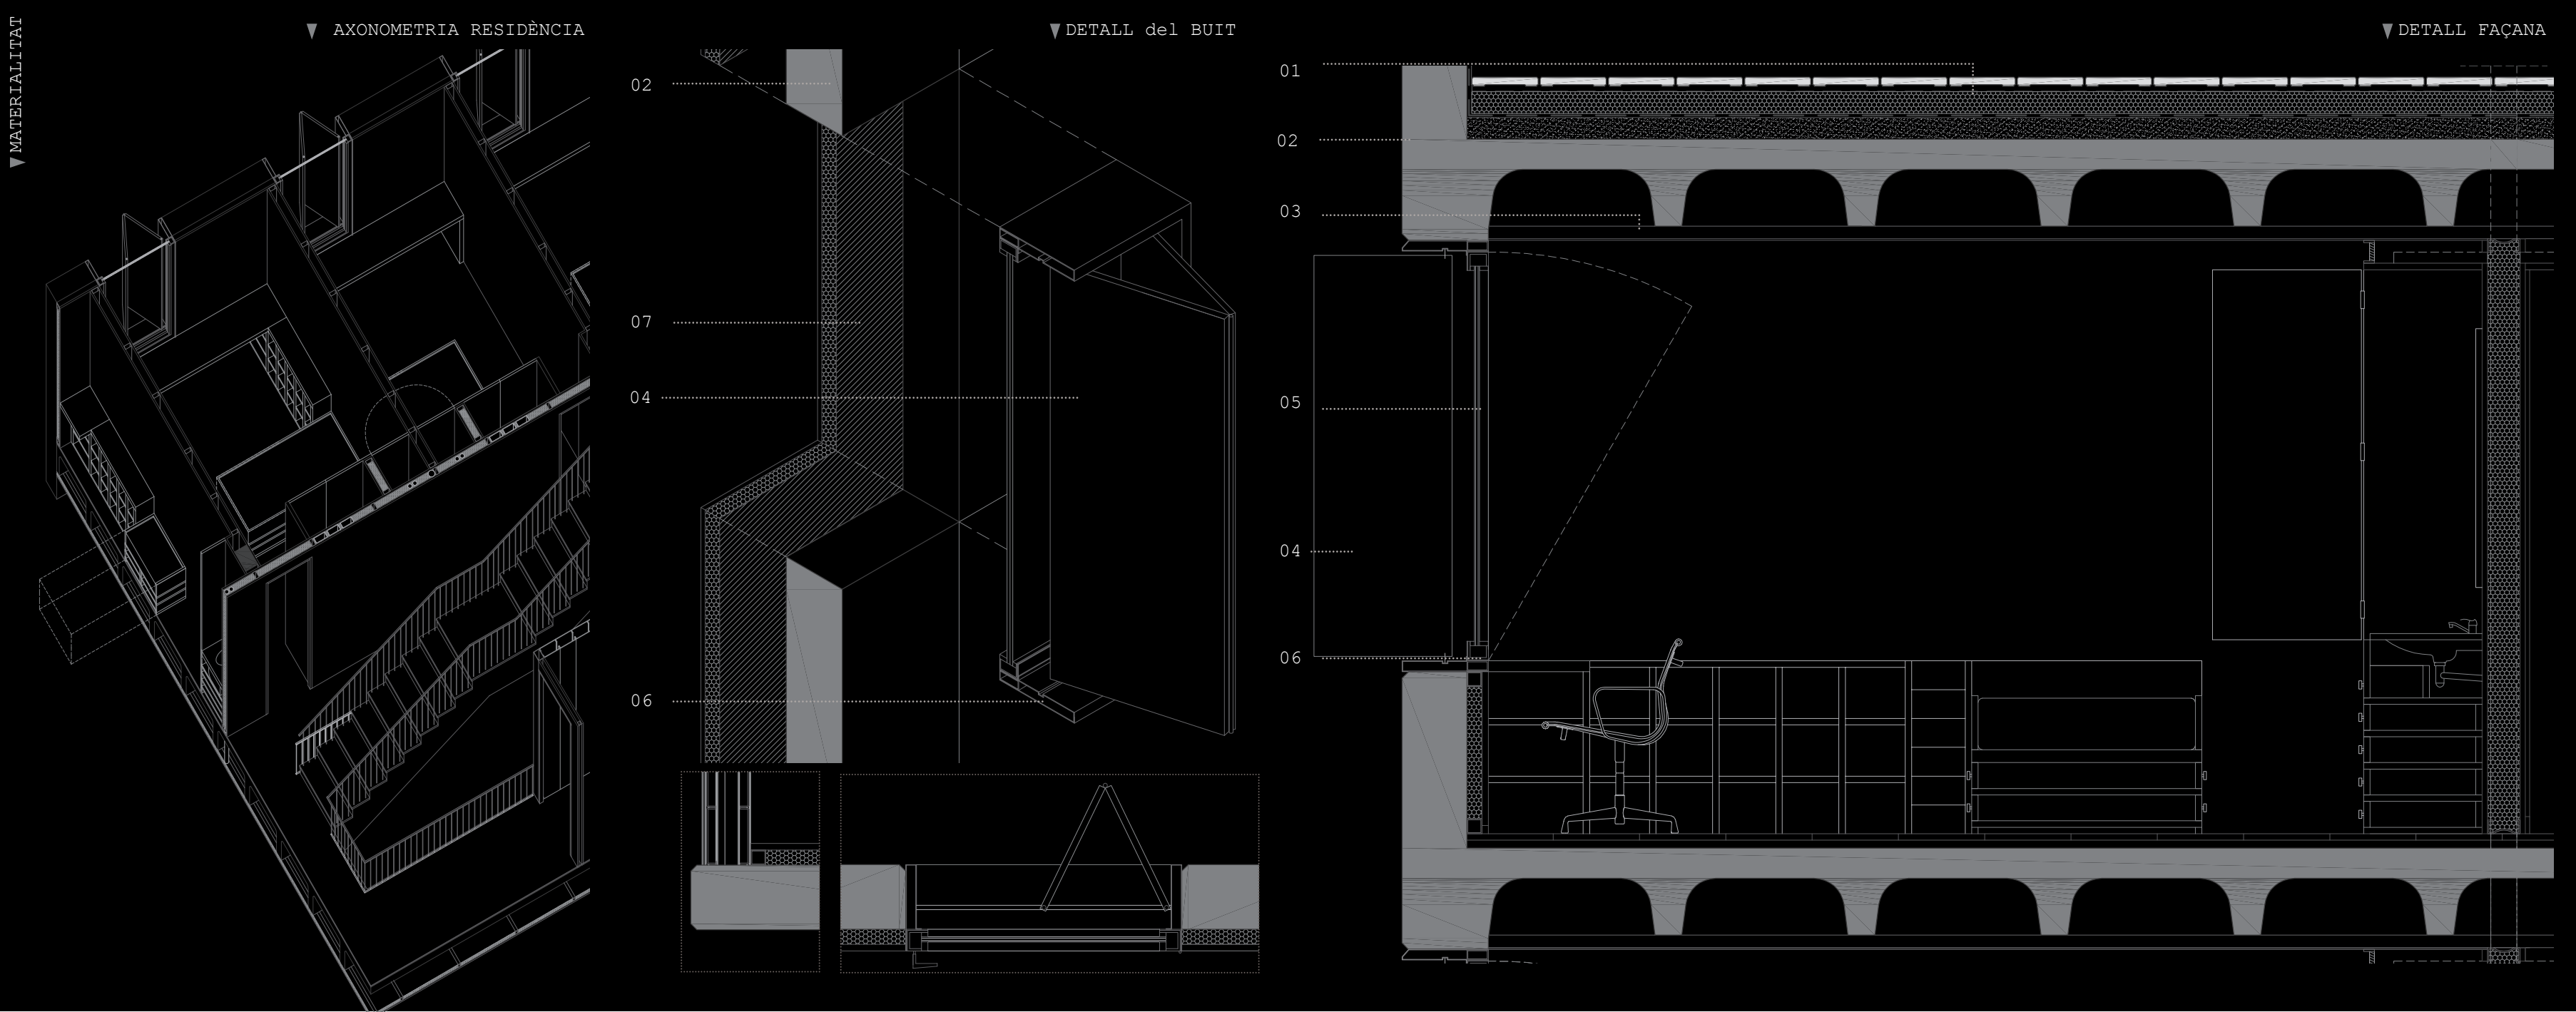 MATERIALITAT
AXONOMETRIA RESIDÈNCIA
DETALL del BUIT
02
07
04
06
DETALL FAÇANA
01
02
03
05
04
06